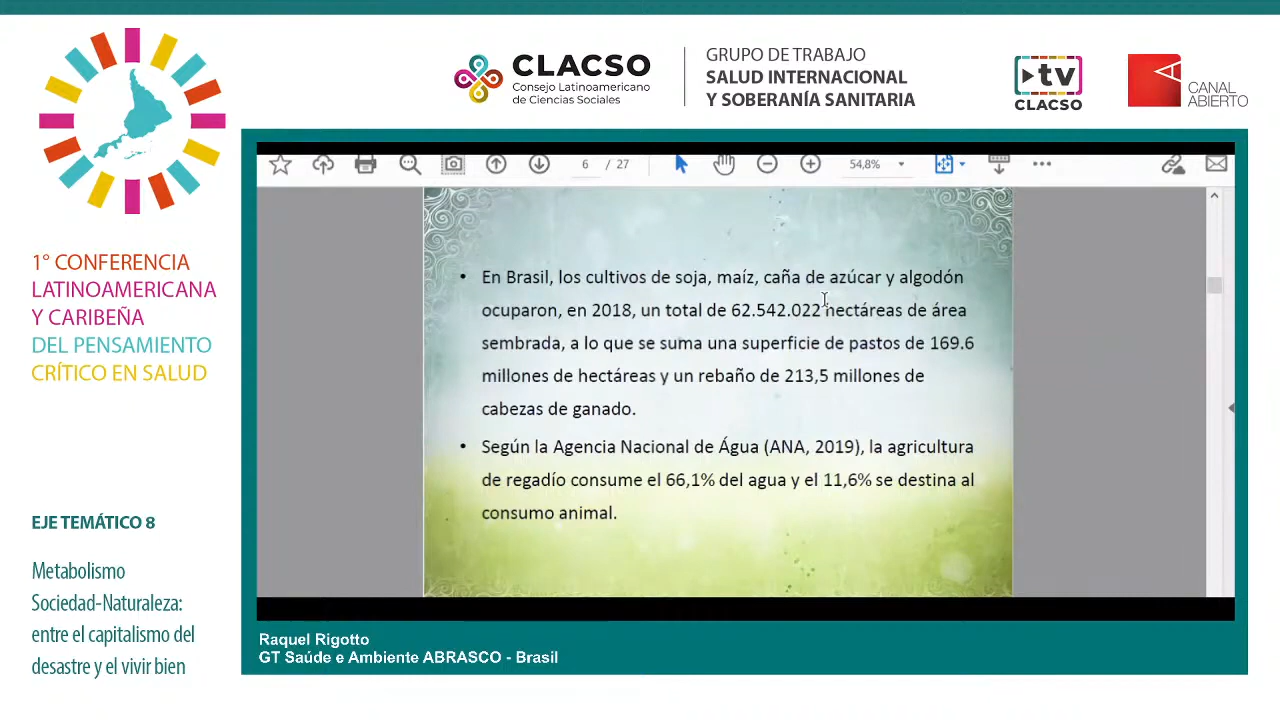 CLACSO
Consejo Latinoamericano
de Ciencias Sociales
GRUPO DE TRABAJO
SALUD INTERNACIONAL
Y SOBERANÍA SANITARIA
tv
CLACSO
A
CANAL
ABIERTO
1° CONFERENCIA
LATINOAMERICANA
Y CARIBEÑA
DEL PENSAMIENTO
CRÍTICO EN SALUD
EJE TEMÁTICO 8
Metabolismo
Sociedad-Naturaleza:
entre el capitalismo del
desastre y el vivir bien
6 / 27
54,8%
• En Brasil, los cultivos de soja, maíz, caña de azúcar y algodón
ocuparon, en 2018, un total de 62.542.022 hectáreas de área
sembrada, a lo que se suma una superficie de pastos de 169.6
millones de hectáreas y un rebaño de 213,5 millones de
cabezas de ganado.
• Según la Agencia Nacional de Água (ANA, 2019), la agricultura
de regadío consume el 66,1% del agua y el 11,6% se destina al
consumo animal.
Raquel Rigotto
GT Saúde e Ambiente ABRASCO - Brasil